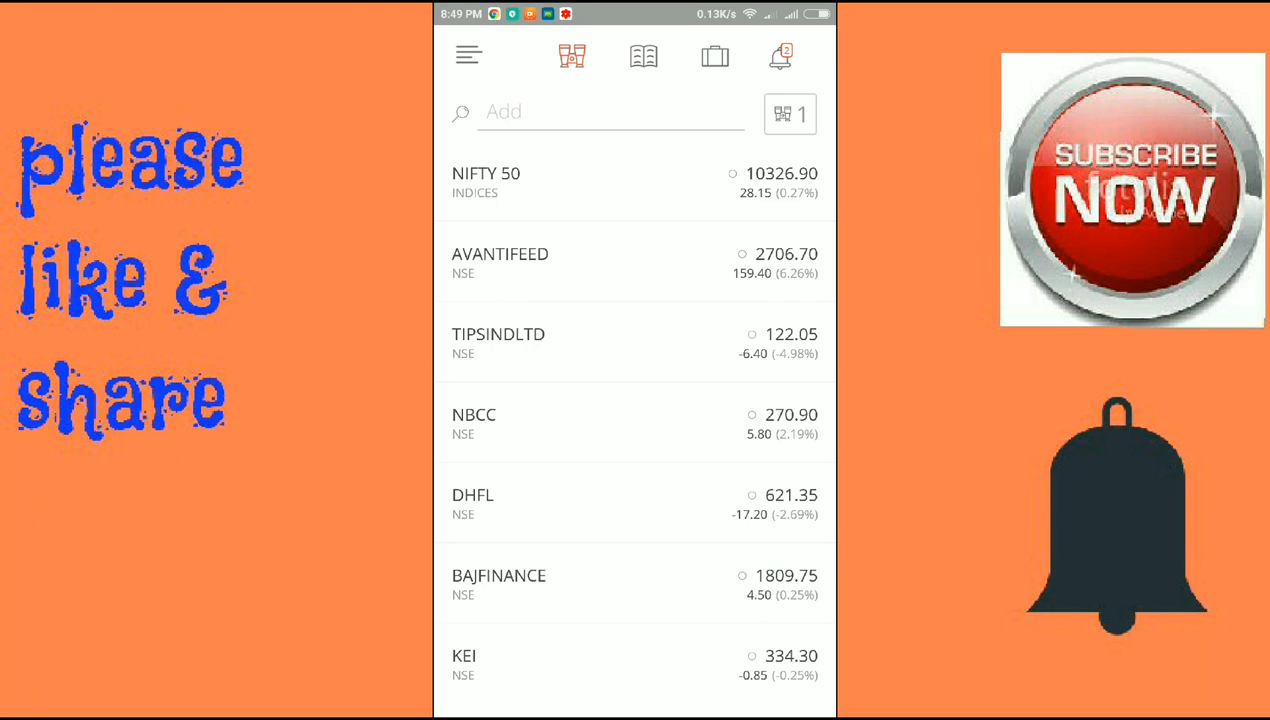 please
like &
share
8:49 PM
0.13K/s
2
Add
1
NIFTY 50
10326.90
INDICES
28.15 (0.27%)
AVANTIFEED
2706.70
NSE
159.40 (6.26%)
TIPSINDLTD
122.05
NSE
-6.40 (-4.98%)
NBCC
270.90
NSE
5.80 (2.19%)
DHFL
621.35
NSE
-17.20 (-2.69%)
BAJFINANCE
1809.75
NSE
4.50 (0.25%)
KEI
334.30
NSE
-0.85 (-0.25%)
SUBSCRIBE
NOW